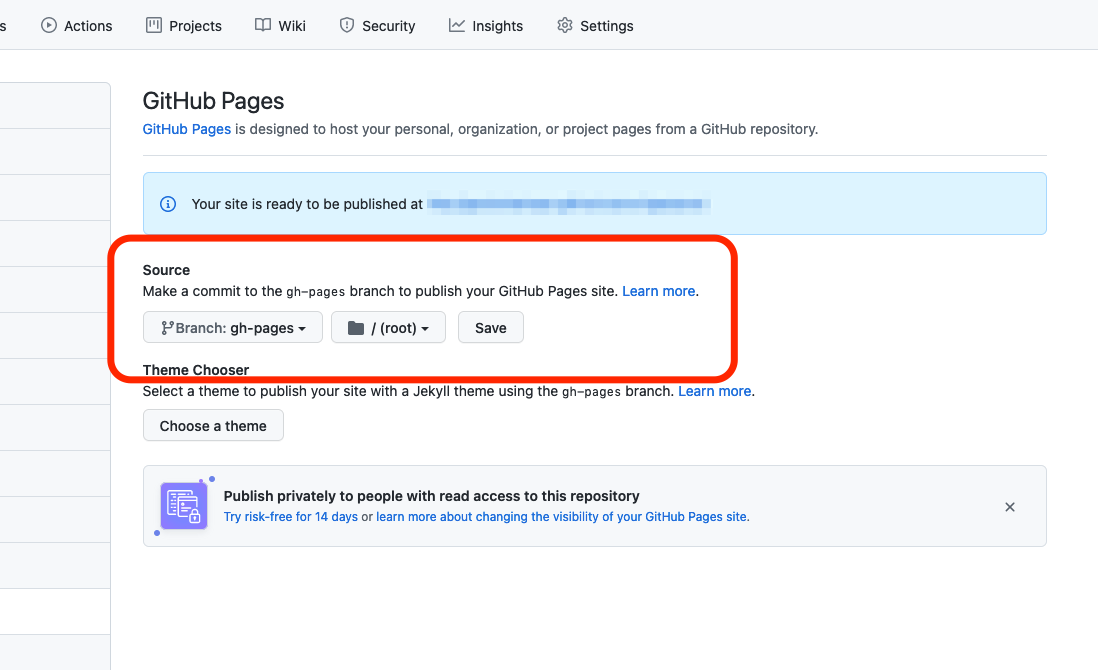 s Actions Projects Wiki Security Insights Settings
GitHub Pages
GitHub Pages is designed to host your personal, organization, or project pages from a GitHub repository.
Your site is ready to be published at
Source
Make a commit to the gh-pages branch to publish your GitHub Pages site. Learn more.
Branch: gh-pages / (root) Save
Theme Chooser
Select a theme to publish your site with a Jekyll theme using the gh-pages branch. Learn more.
Choose a theme
Publish privately to people with read access to this repository
Try risk-free for 14 days or learn more about changing the visibility of your GitHub Pages site.